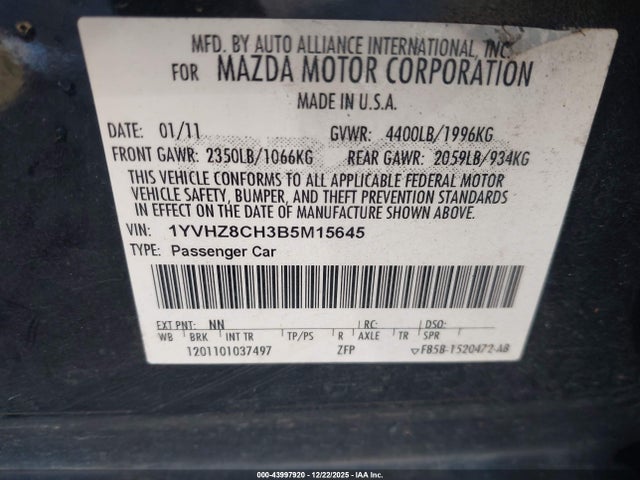 MFD. BY AUTO ALLIANCE INTERNATIONAL, INC.
FOR MAZDA MOTOR CORPORATION
MADE IN U.S.A.
DATE: 01/11 GVWR: 4400LB/1996KG
FRONT GAWR: 2350LB/1066KG REAR GAWR: 2059LB/934KG
THIS VEHICLE CONFORMS TO ALL APPLICABLE FEDERAL MOTOR
VEHICLE SAFETY, BUMPER, AND THEFT PREVENTION STANDARDS
IN EFFECT ON THE DATE OF MANUFACTURE SHOWN ABOVE.
VIN: 1YVHZ8CH3B5M15645
TYPE: Passenger Car
EXT PNT: NN RC: DSO:
WB BRK INT TR TP/PS R AXLE TR SPR
1201101037497 ZFP F85B-1520472-AB
000-43997920 - 12/22/2025 - IAA Inc.